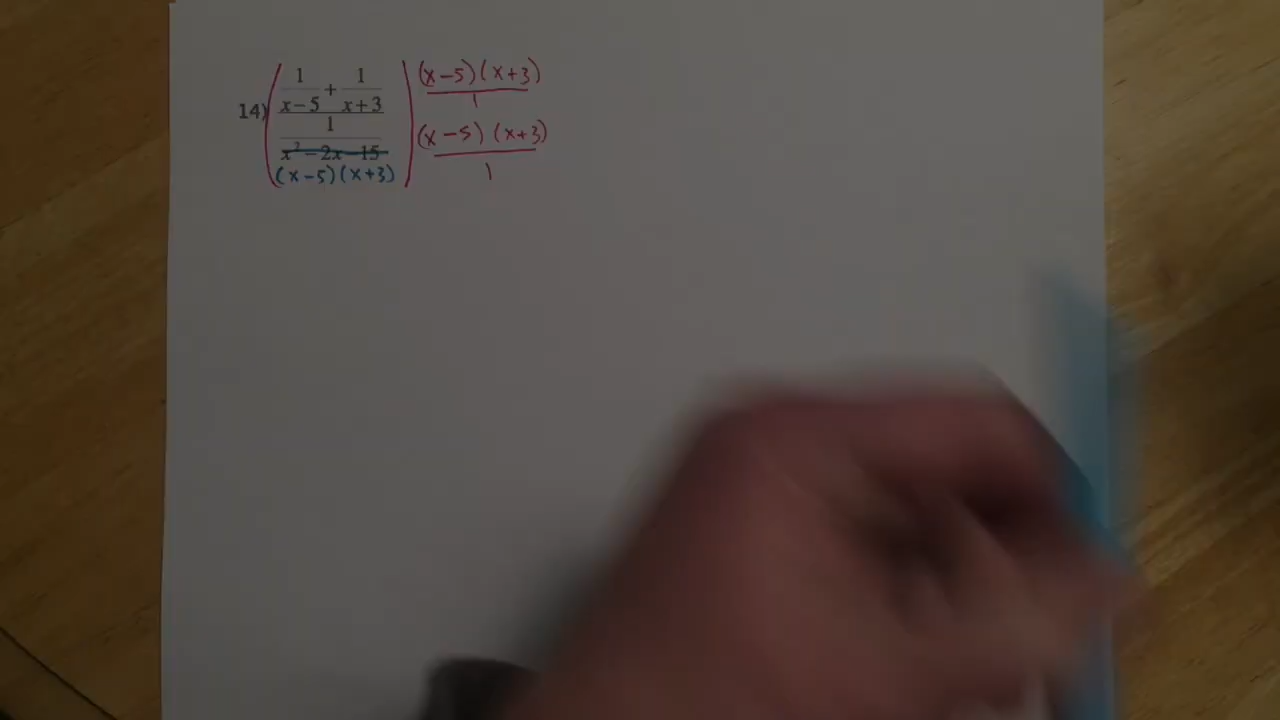 1 1 (x-5)(x+3)
x-5 + x+3 1
14) 1 (x-5)(x+3)
x² - 2x - 15 1
(x-5)(x+3)